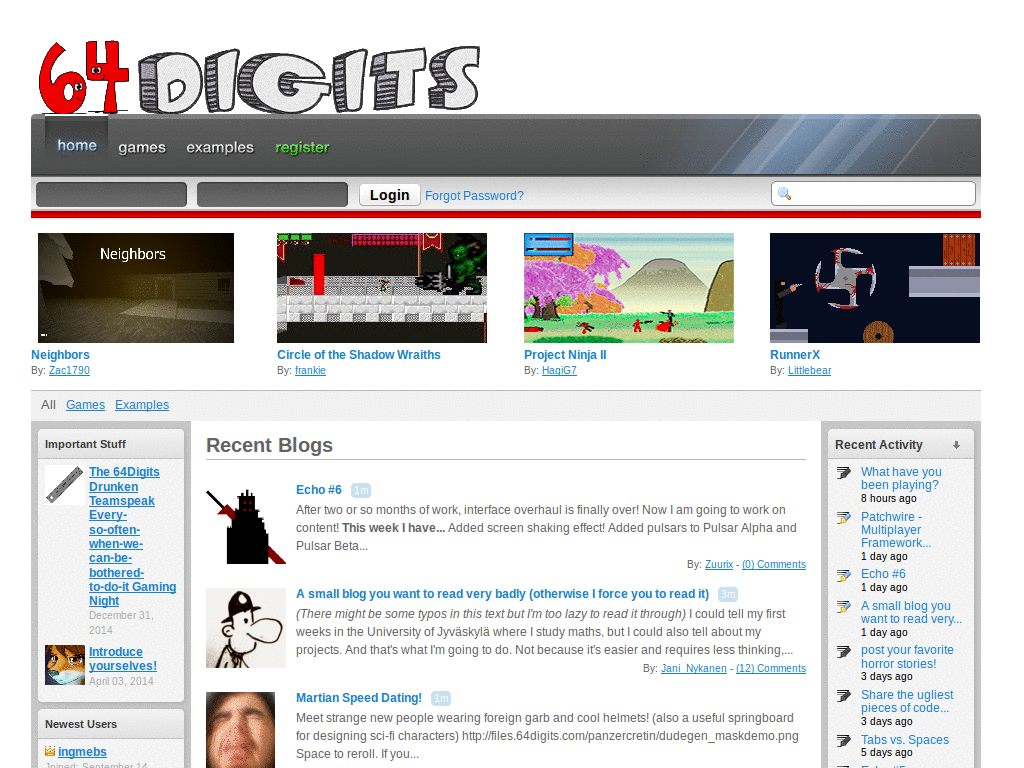 64DIGITS
home games examples register
Login Forgot Password?
Neighbors
Neighbors
By: Zac1790
Circle of the Shadow Wraiths
By: frankie
Project Ninja II
By: HagiG7
RunnerX
By: Littlebear
All Games Examples
Important Stuff
The 64Digits
Drunken
Teamspeak
Every-
so-often-
when-we-
can-be-
bothered-
to-do-it Gaming
Night
December 31,
2014
Introduce
yourselves!
April 03, 2014
Newest Users
ingmebs
Joined: September 14
Recent Blogs
Echo #6 1m
After two or so months of work, interface overhaul is finally over! Now I am going to work on
content! This week I have... Added screen shaking effect! Added pulsars to Pulsar Alpha and
Pulsar Beta...
By: Zuurix - (0) Comments
A small blog you want to read very badly (otherwise I force you to read it) 3m
(There might be some typos in this text but I'm too lazy to read it through) I could tell my first
weeks in the University of Jyväskylä where I study maths, but I could also tell about my
projects. And that's what I'm going to do. Not because it's easier and requires less thinking,...
By: Jani_Nykanen - (12) Comments
Martian Speed Dating! 1m
Meet strange new people wearing foreign garb and cool helmets! (also a useful springboard
for designing sci-fi characters) http://files.64digits.com/panzercretin/dudegen_maskdemo.png
Space to reroll. If you...
Recent Activity
What have you
been playing?
8 hours ago
Patchwire -
Multiplayer
Framework...
1 day ago
Echo #6
1 day ago
A small blog you
want to read very...
1 day ago
post your favorite
horror stories!
3 days ago
Share the ugliest
pieces of code...
3 days ago
Tabs vs. Spaces
5 days ago
Echo #5